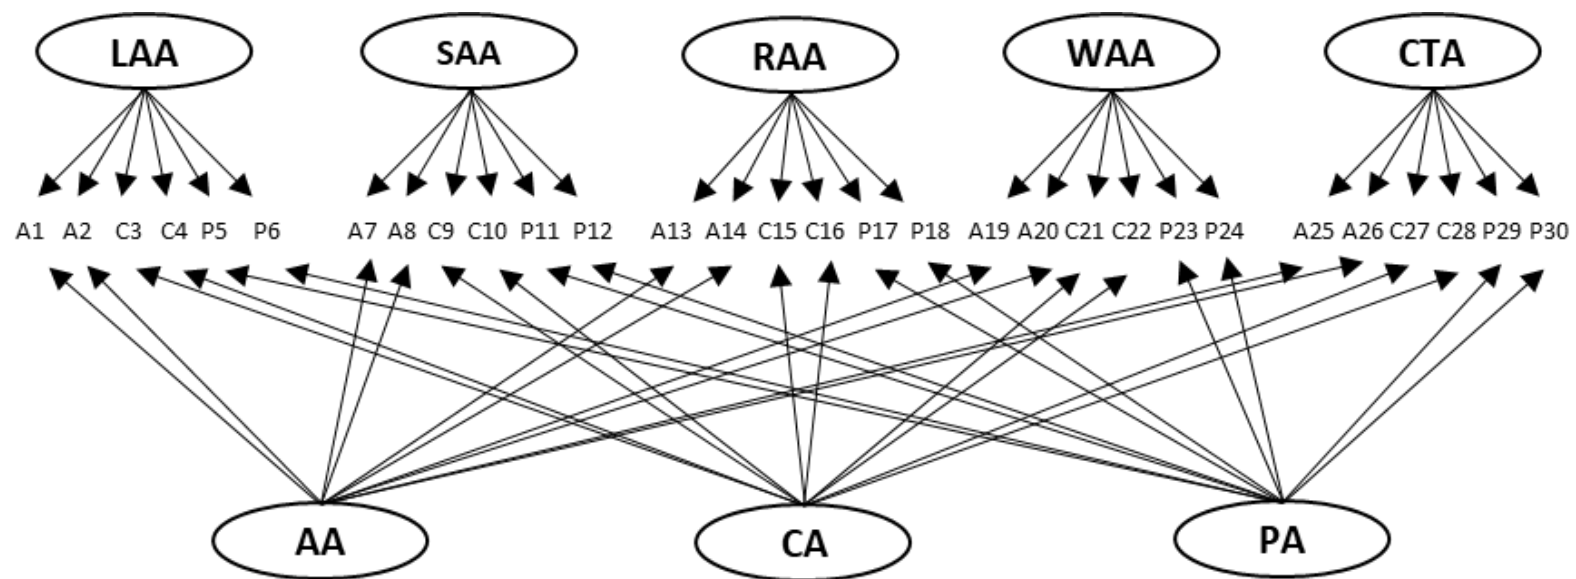 LAA SAA RAA WAA CTA
A1 A2 C3 C4 P5 P6 A7 A8 C9 C10 P11 P12 A13 A14 C15 C16 P17 P18 A19 A20 C21 C22 P23 P24 A25 A26 C27 C28 P29 P30
AA CA PA